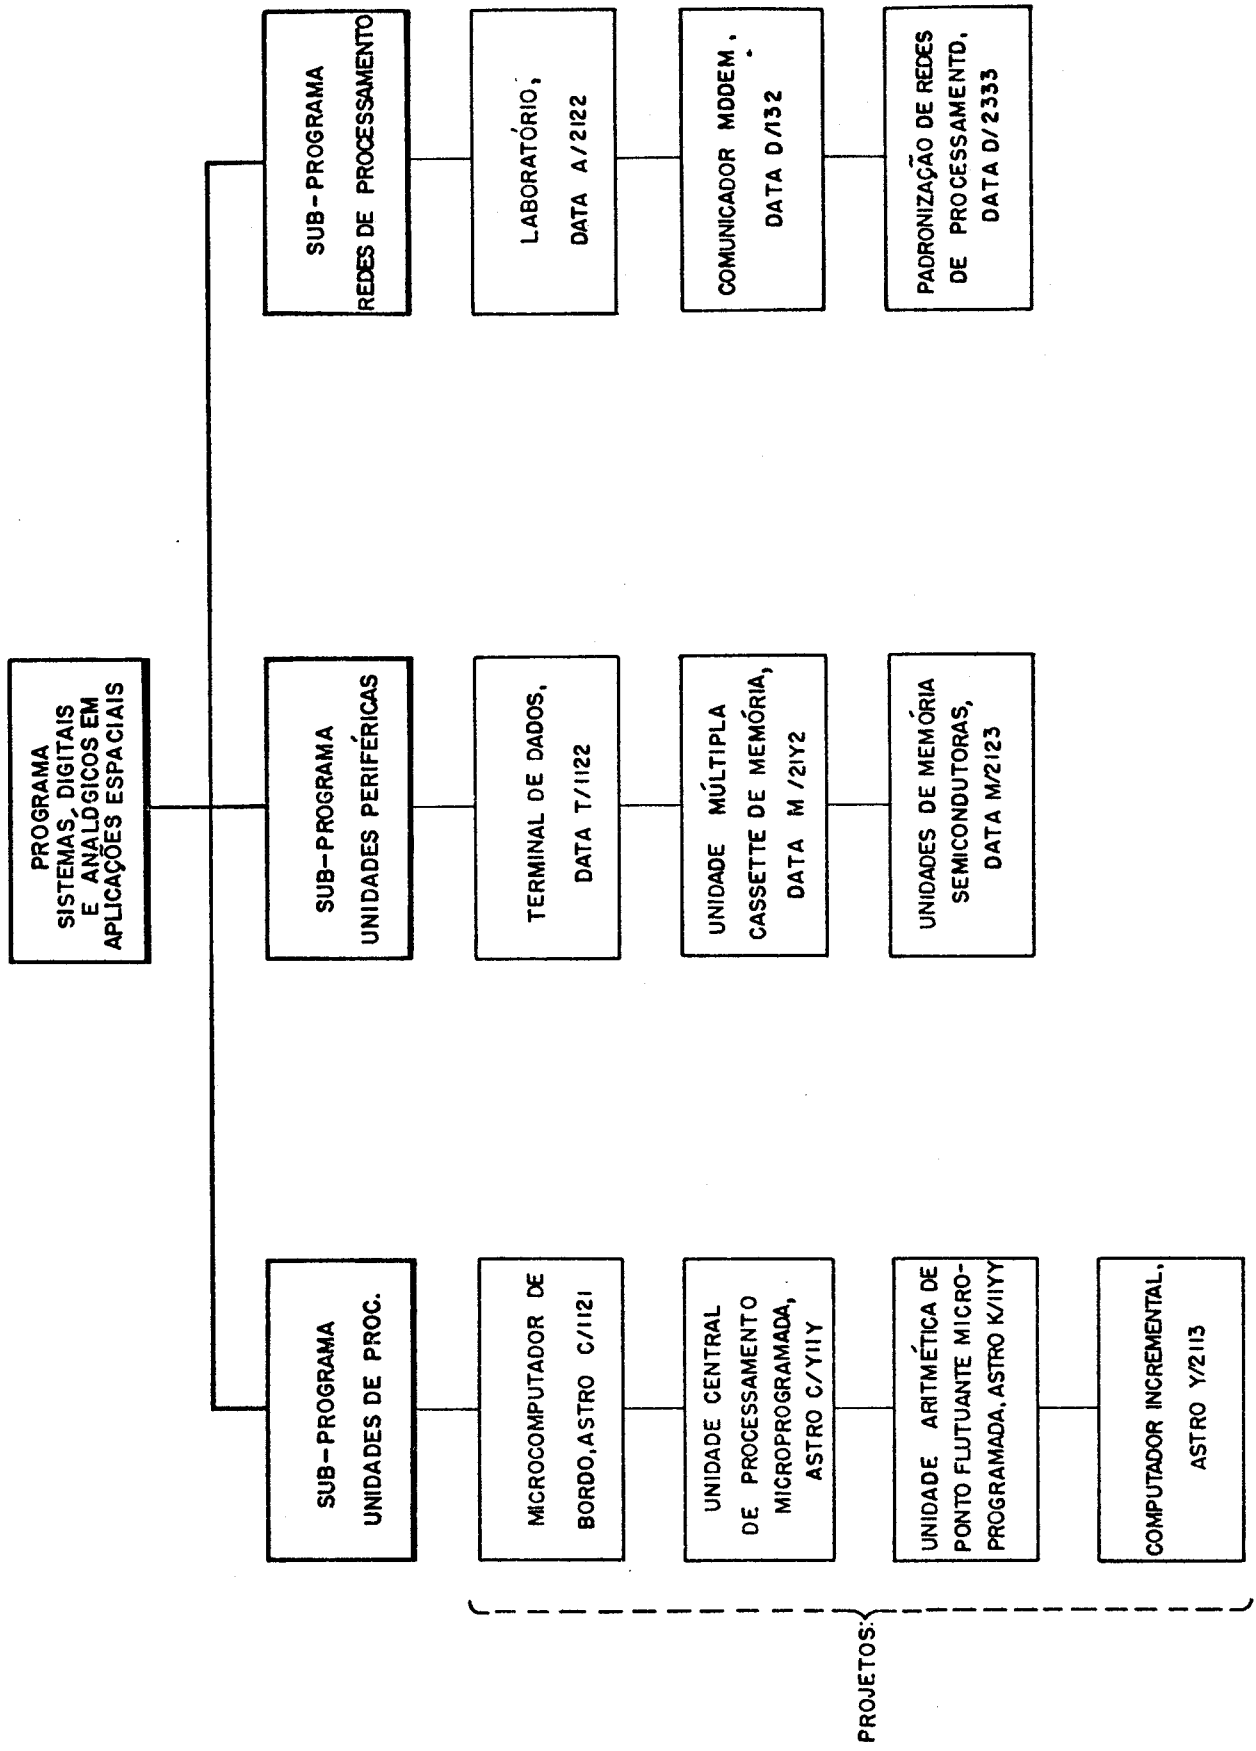 PROGRAMA
SISTEMAS, DIGITAIS
E ANALÓGICOS EM
APLICAÇÕES ESPACIAIS
SUB-PROGRAMA
UNIDADES DE PROC.
SUB-PROGRAMA
UNIDADES PERIFÉRICAS
SUB-PROGRAMA
REDES DE PROCESSAMENTO
PROJETOS:
MICROCOMPUTADOR DE
BORDO, ASTRO C/1121
UNIDADE CENTRAL
DE PROCESSAMENTO
MICROPROGRAMADA,
ASTRO C/Y11Y
UNIDADE ARITMÉTICA DE
PONTO FLUTUANTE MICRO-
PROGRAMADA, ASTRO K/11YY
COMPUTADOR INCREMENTAL,
ASTRO Y/2113
TERMINAL DE DADOS,
DATA T/1122
UNIDADE MÚLTIPLA
CASSETTE DE MEMÓRIA,
DATA M/21Y2
UNIDADES DE MEMÓRIA
SEMICONDUTORAS,
DATA M/2123
LABORATÓRIO,
DATA A/2122
COMUNICADOR MODEM,
DATA D/132
PADRONIZAÇÃO DE REDES
DE PROCESSAMENTO,
DATA D/2333